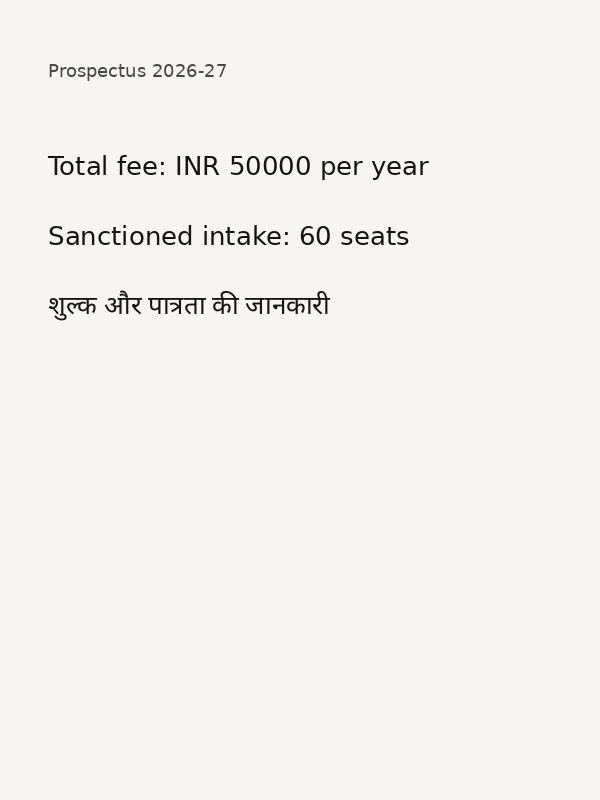 Prospectus 2026-27
Total fee: INR 50000 per year
Sanctioned intake: 60 seats
शुल्क और पात्रता की जानकारी